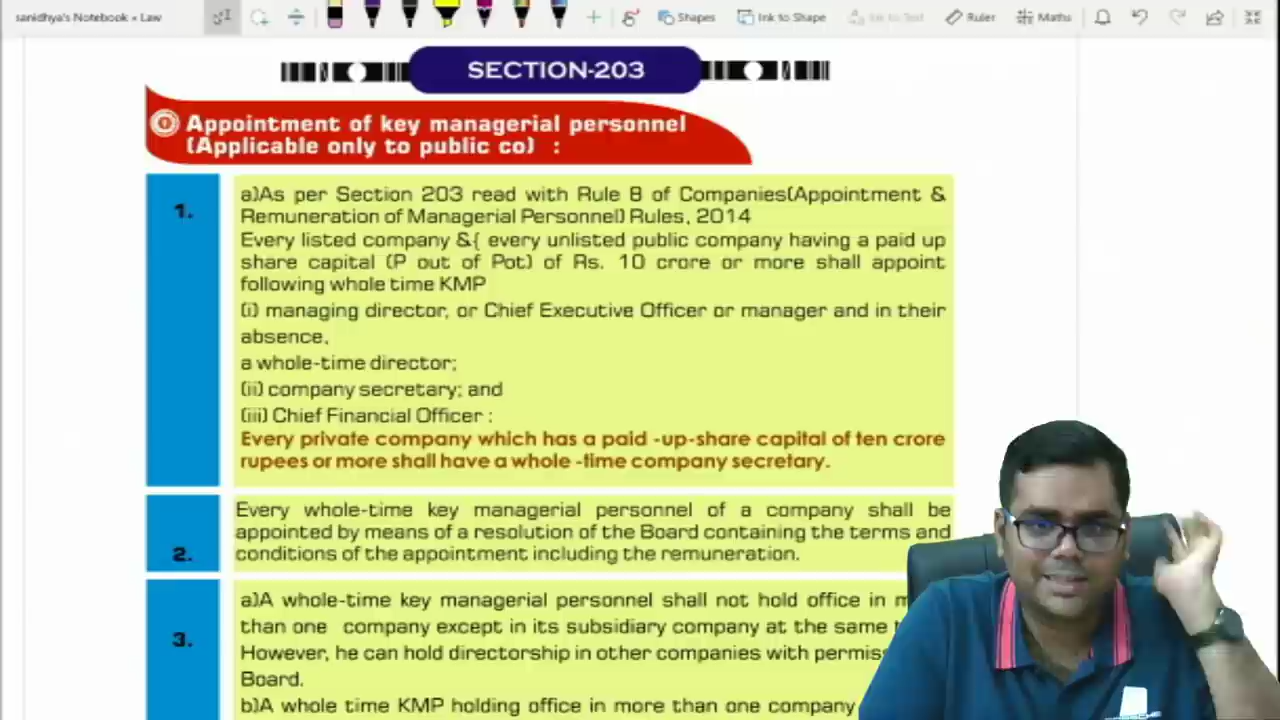 sanidhya's Notebook • Law
Shapes
Ink to Shape
Ink to Text
Ruler
Maths
SECTION-203
Appointment of key managerial personnel
(Applicable only to public co) :
1.
a)As per Section 203 read with Rule 8 of Companies(Appointment &
Remuneration of Managerial Personnel) Rules, 2014
Every listed company &{ every unlisted public company having a paid up
share capital (P out of Pot) of Rs. 10 crore or more shall appoint
following whole time KMP
(i) managing director, or Chief Executive Officer or manager and in their
absence,
a whole-time director;
(ii) company secretary; and
(iii) Chief Financial Officer :
Every private company which has a paid -up-share capital of ten crore
rupees or more shall have a whole -time company secretary.
2.
Every whole-time key managerial personnel of a company shall be
appointed by means of a resolution of the Board containing the terms and
conditions of the appointment including the remuneration.
3.
a)A whole-time key managerial personnel shall not hold office in
than one company except in its subsidiary company at the same
However, he can hold directorship in other companies with
Board.
b)A whole time KMP holding office in more than one company